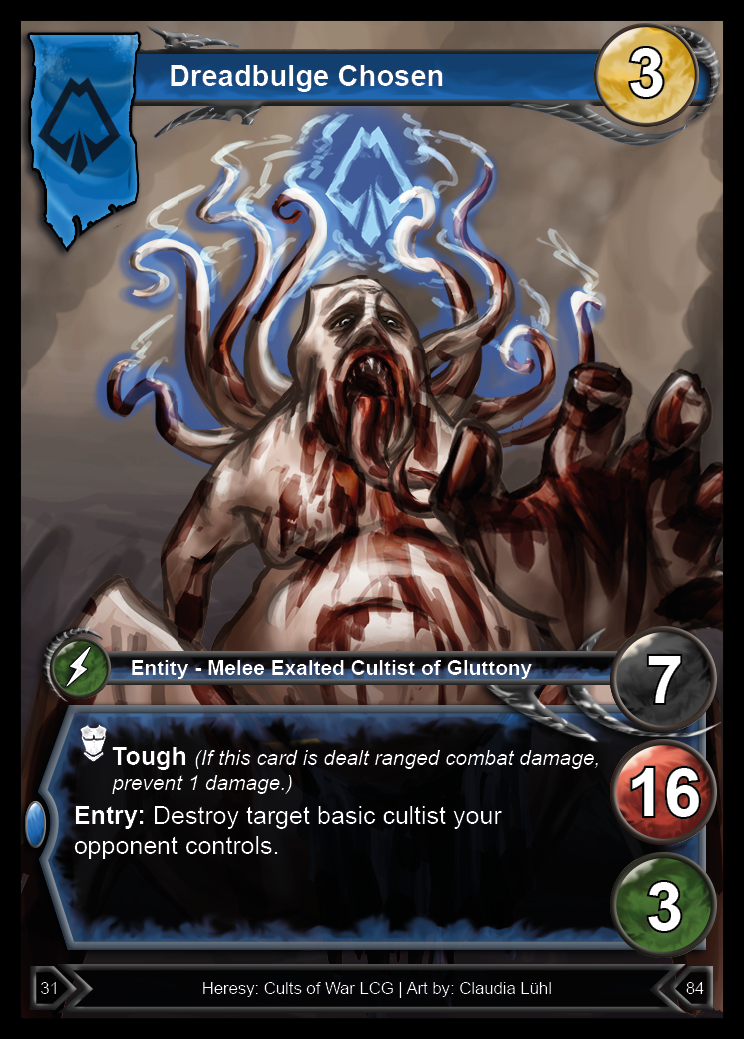 Dreadbulge Chosen
3
Entity - Melee Exalted Cultist of Gluttony
7
Tough (If this card is dealt ranged combat damage,
prevent 1 damage.)
16
Entry: Destroy target basic cultist your
opponent controls.
3
31
Heresy: Cults of War LCG | Art by: Claudia Lühl
84